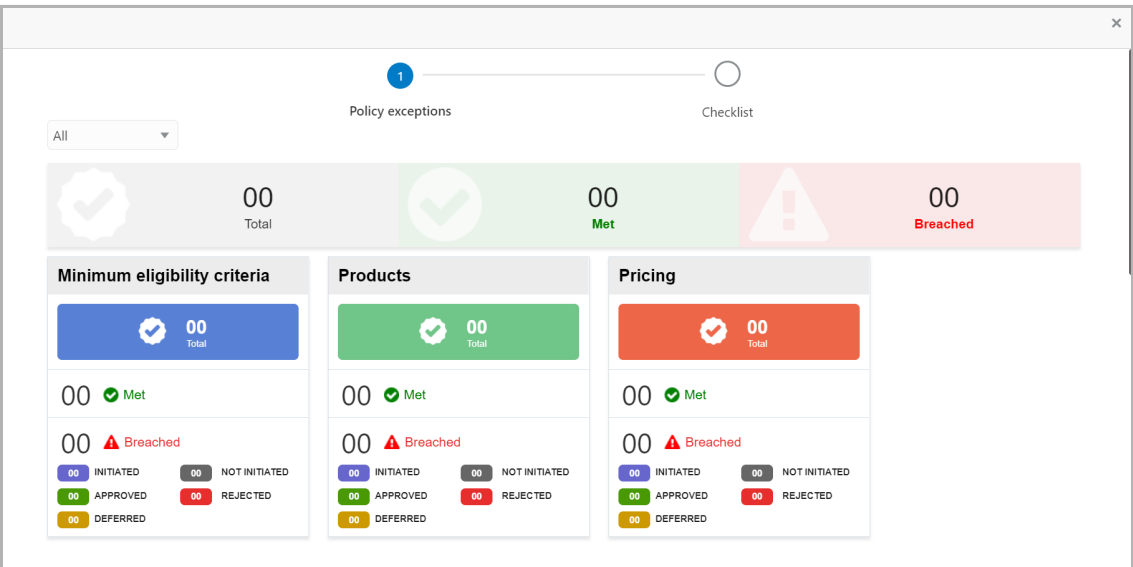 ×
1
Policy exceptions
Checklist
All
00
Total
00
Met
00
Breached
Minimum eligibility criteria
00
Total
00 Met
00 Breached
00 INITIATED 00 NOT INITIATED
00 APPROVED 00 REJECTED
00 DEFERRED
Products
00
Total
00 Met
00 Breached
00 INITIATED 00 NOT INITIATED
00 APPROVED 00 REJECTED
00 DEFERRED
Pricing
00
Total
00 Met
00 Breached
00 INITIATED 00 NOT INITIATED
00 APPROVED 00 REJECTED
00 DEFERRED